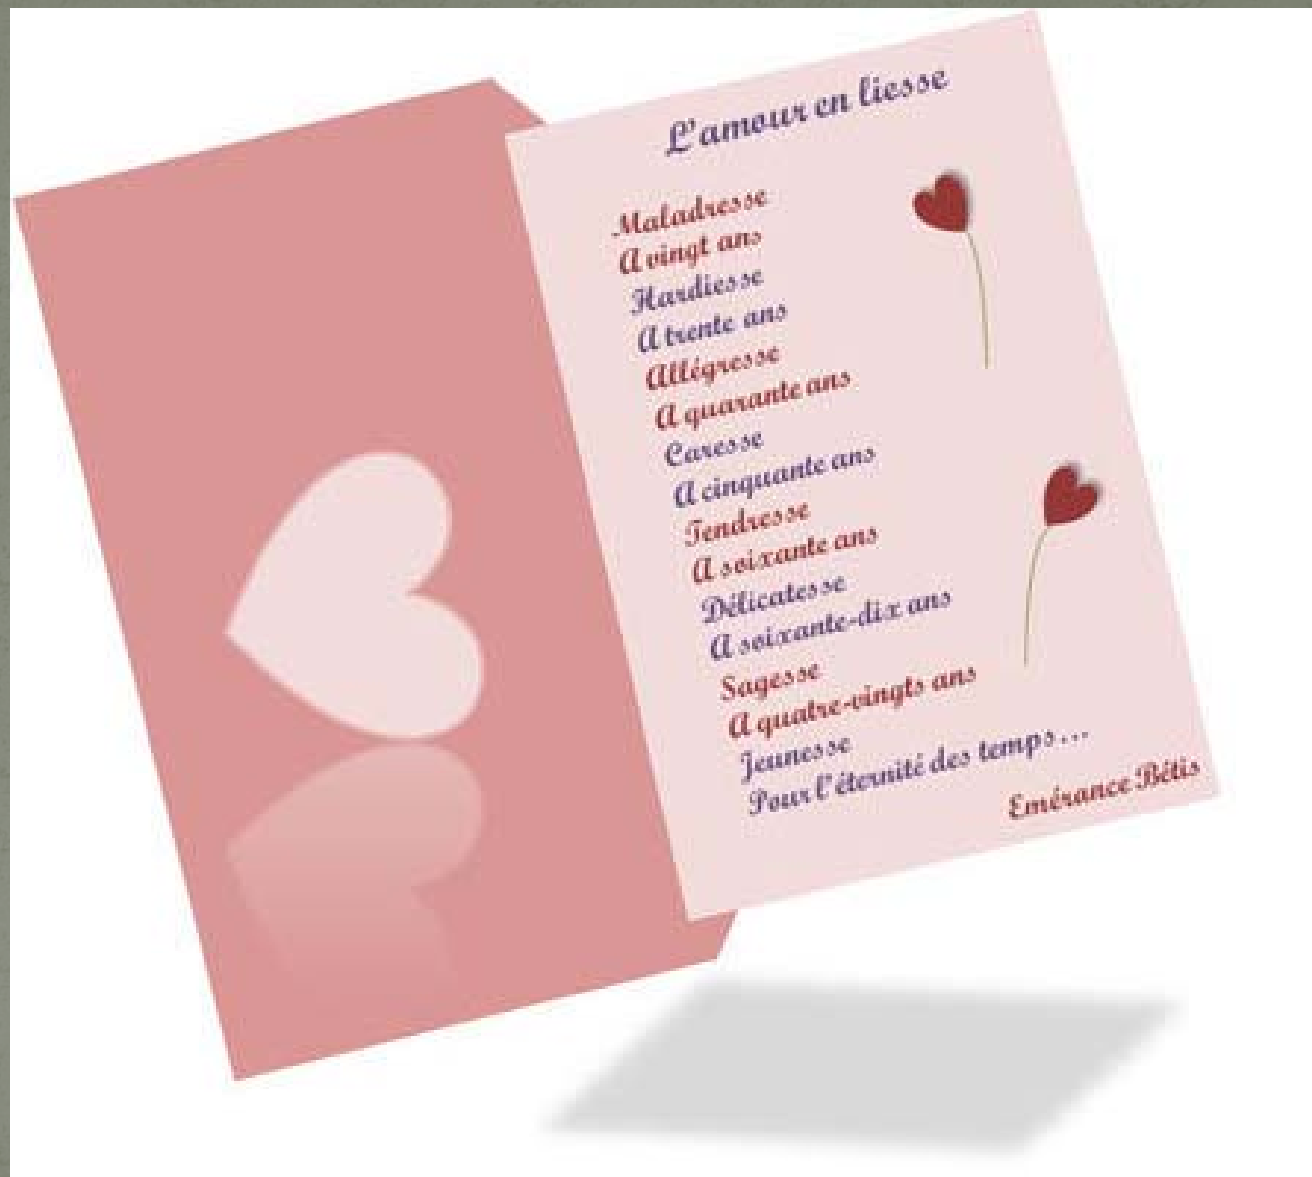 L'amour en liesse
Maladresse
A vingt ans
Hardiesse
A trente ans
Allégresse
A quarante ans
Caresse
A cinquante ans
Tendresse
A soixante ans
Délicatesse
A soixante-dix ans
Sagesse
A quatre-vingts ans
Jeunesse
Pour l'éternité des temps...
Emérance Bétis